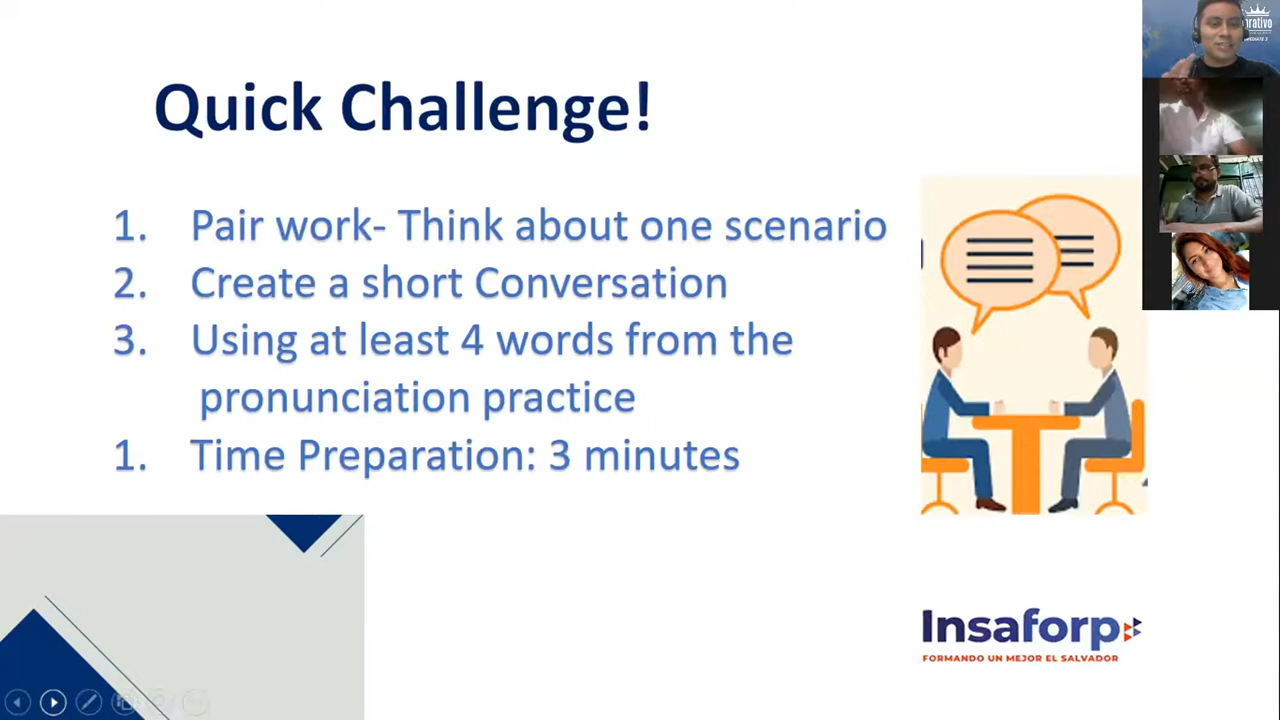 Quick Challenge!
1. Pair work- Think about one scenario
2. Create a short Conversation
3. Using at least 4 words from the
pronunciation practice
1. Time Preparation: 3 minutes
Insaforp
FORMANDO UN MEJOR EL SALVADOR